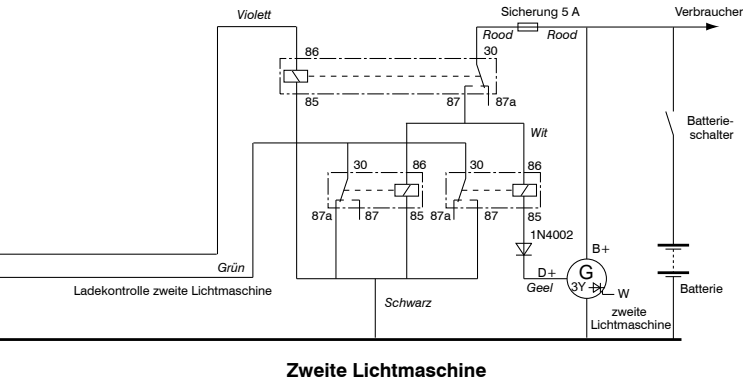 Violett
Sicherung 5 A
Verbraucher
Rood
Rood
86
30
85
87
87a
Wit
Batterie-
schalter
30
86
30
86
87a
87
85
87a
87
85
1N4002
B+
Grün
D+
G
3Y
Geel
W
Batterie
Ladekontrolle zweite Lichtmaschine
Schwarz
zweite
Lichtmaschine
Zweite Lichtmaschine